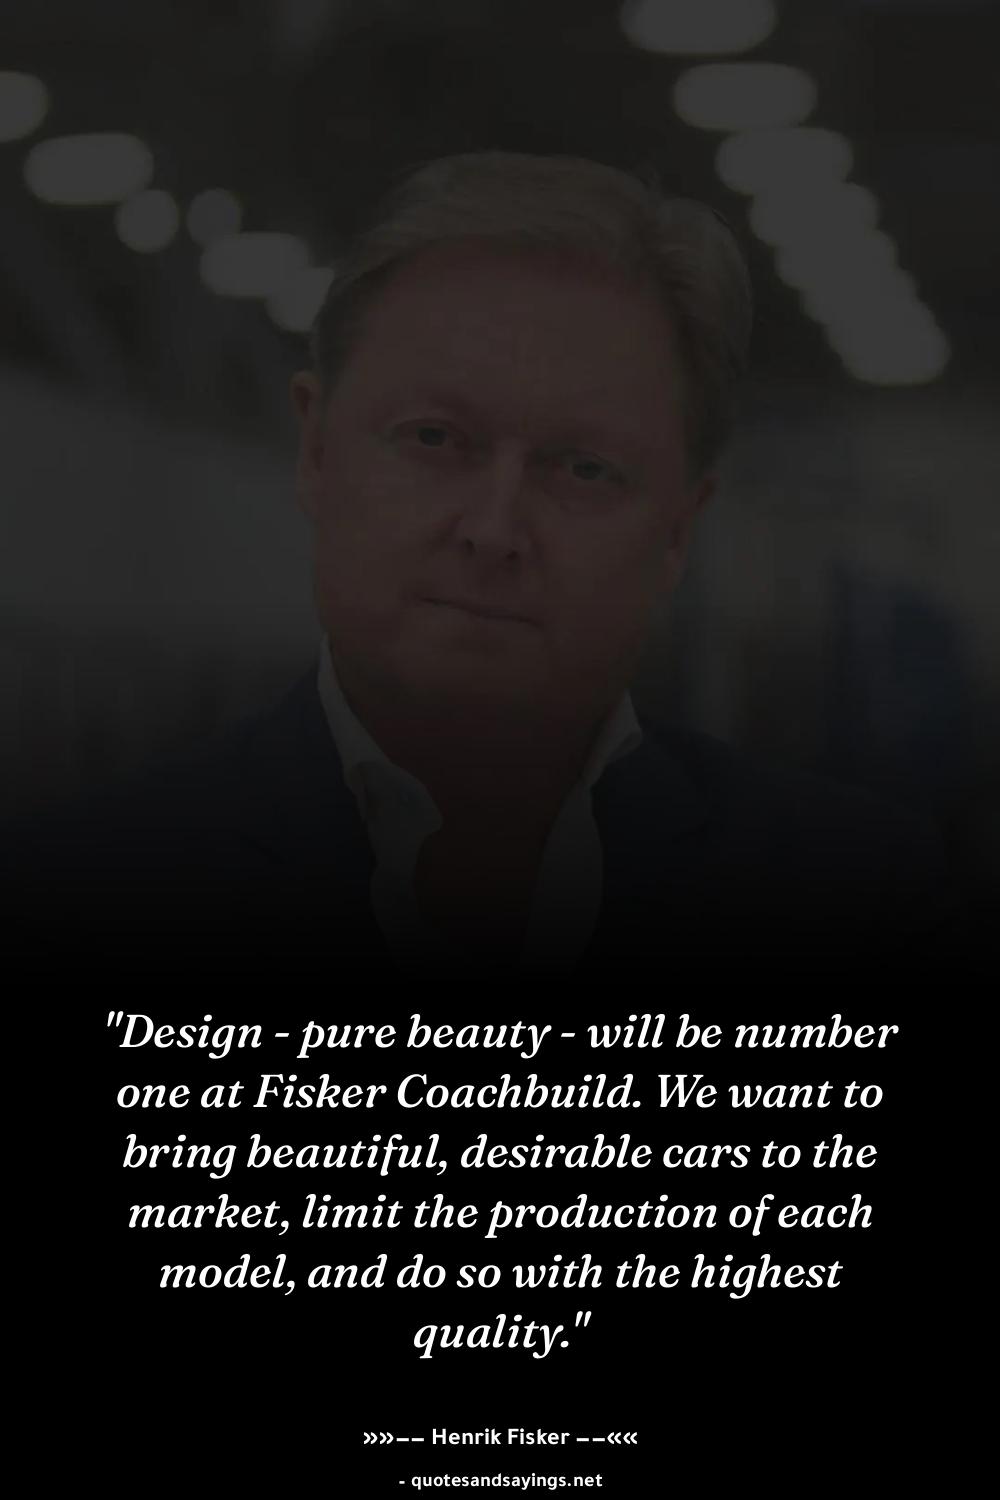 "Design - pure beauty - will be number
one at Fisker Coachbuild. We want to
bring beautiful, desirable cars to the
market, limit the production of each
model, and do so with the highest
quality."
»»–– Henrik Fisker ––««
- quotesandsayings.net